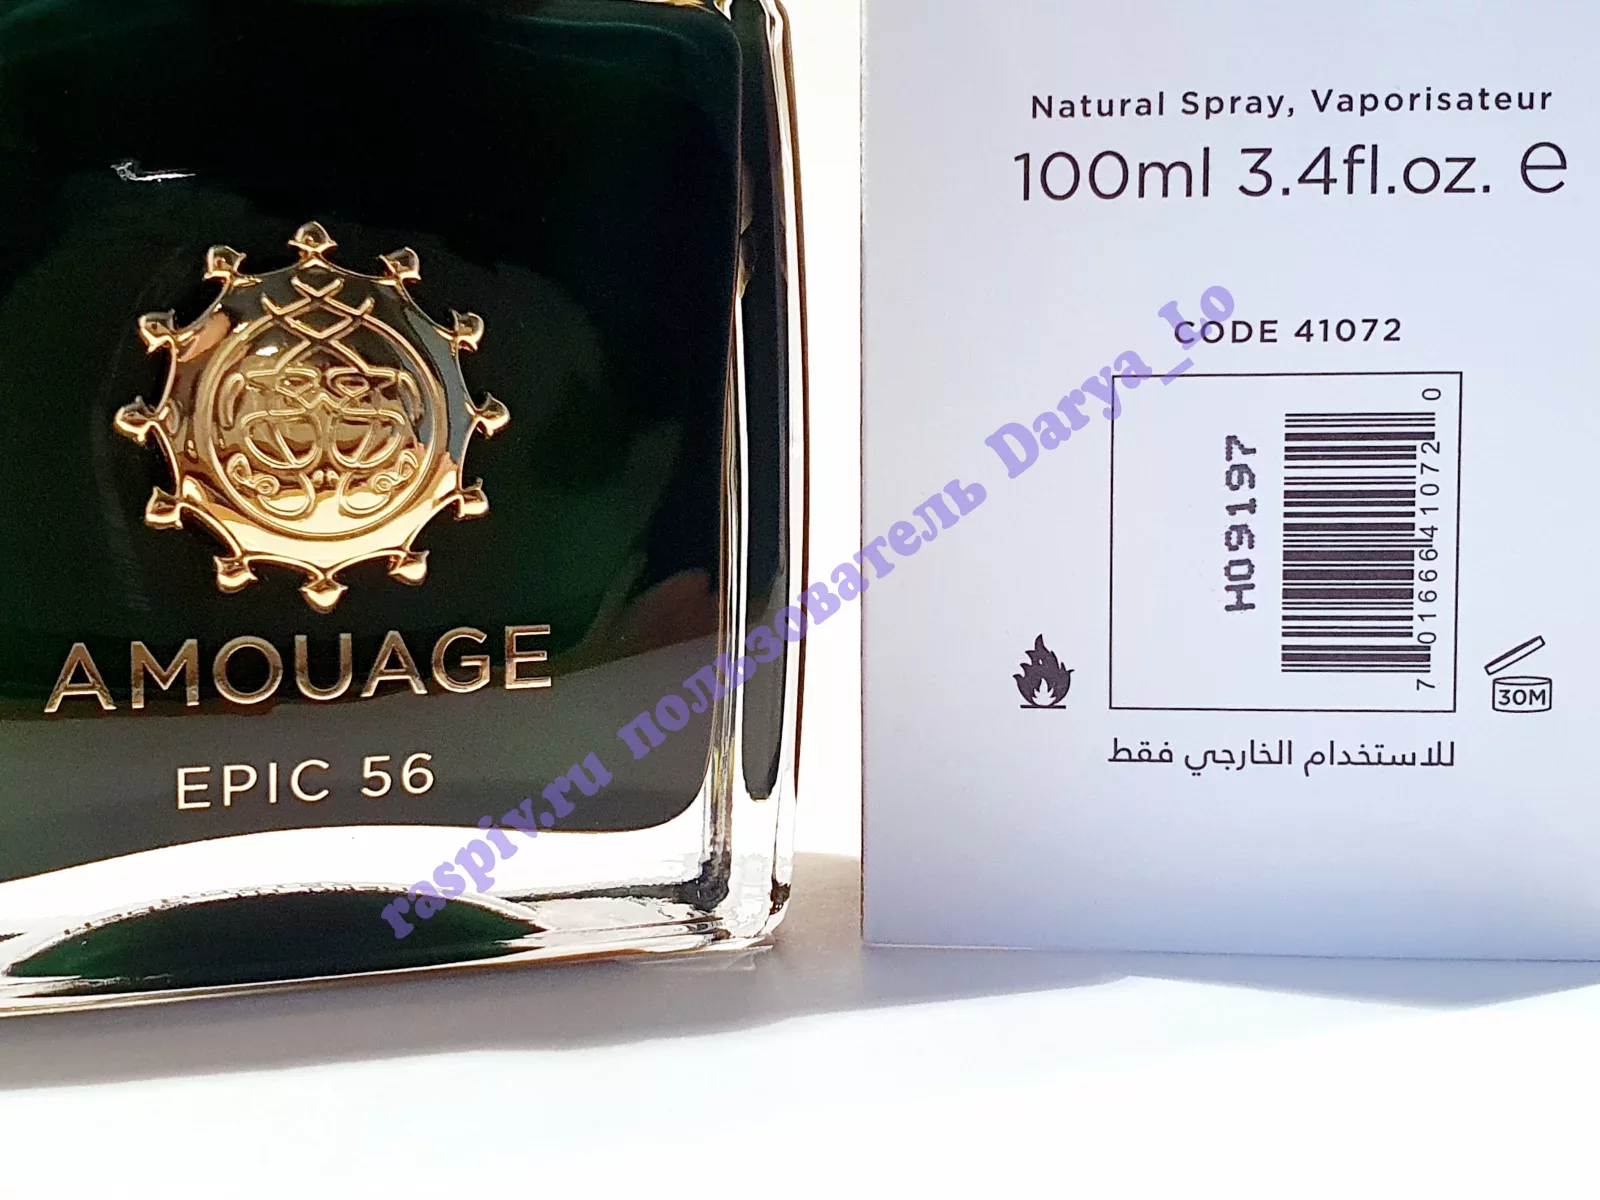 AMOUAGE
EPIC 56
Natural Spray, Vaporisateur
100ml 3.4fl.oz. e
CODE 41072
H09197
7 01666 41072 0
30M
للاستخدام الخارجي فقط
raspiv.ru пользователь Darya_Lo